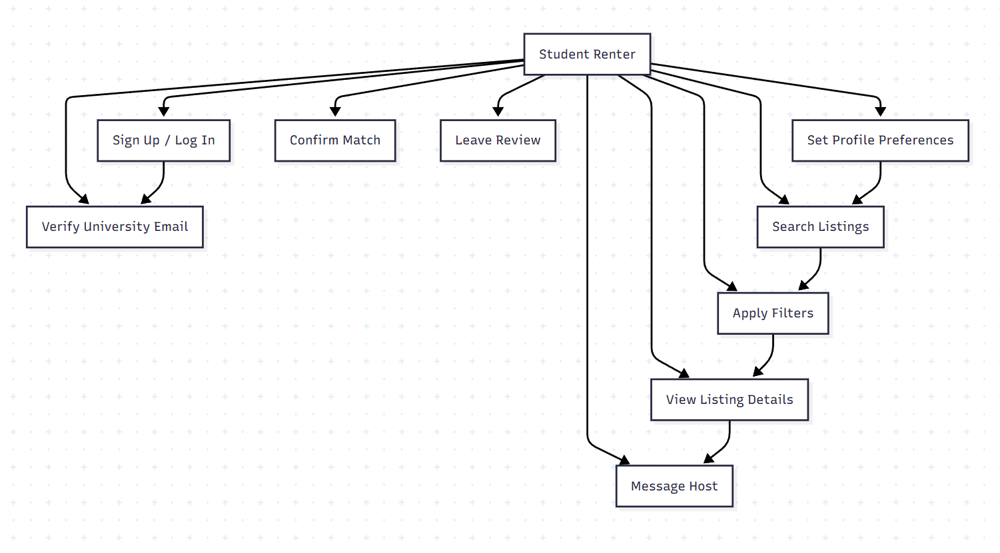 Student Renter
Sign Up / Log In
Confirm Match
Leave Review
Set Profile Preferences
Verify University Email
Search Listings
Apply Filters
View Listing Details
Message Host